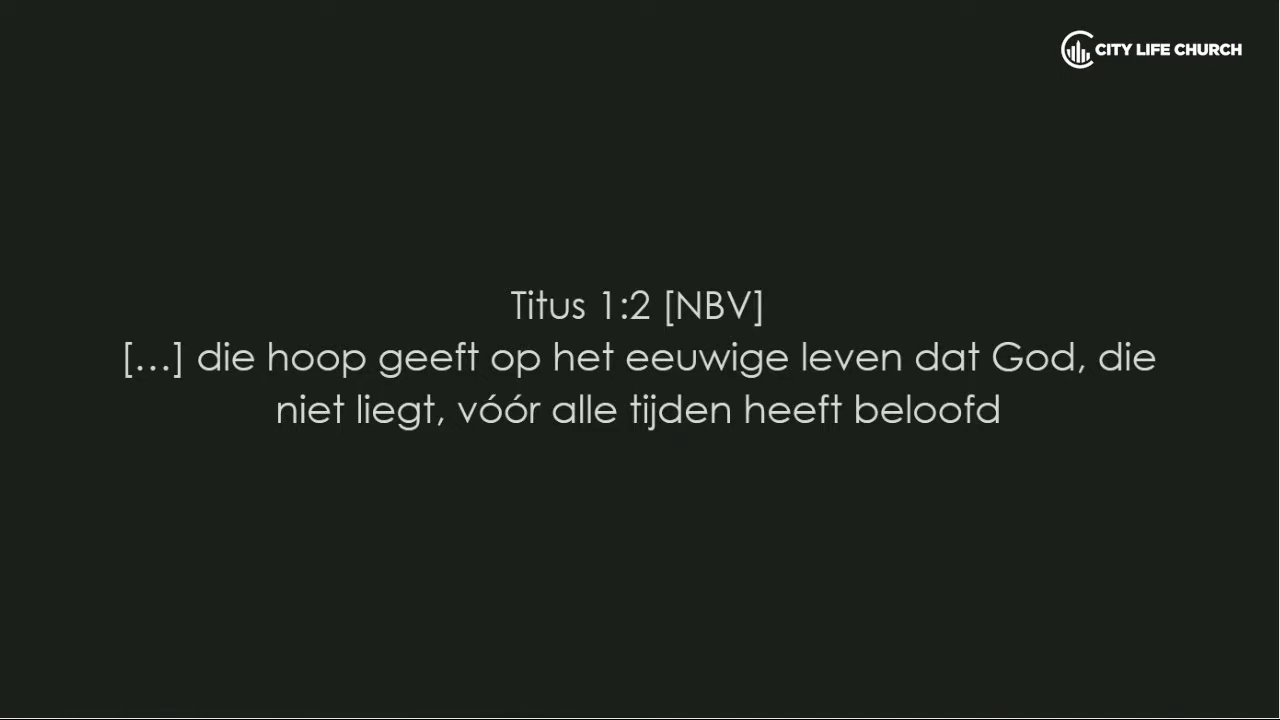 CITY LIFE CHURCH
Titus 1:2 [NBV]
[...] die hoop geeft op het eeuwige leven dat God, die
niet liegt, vóór alle tijden heeft beloofd